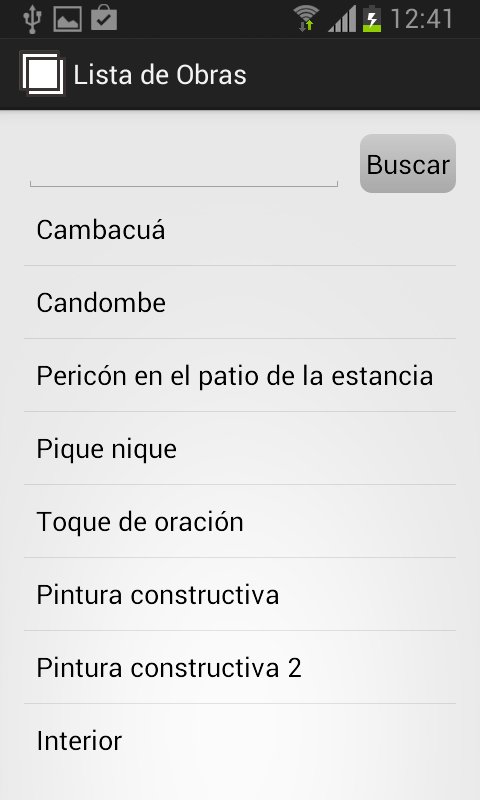 12:41
Lista de Obras
Buscar
Cambacuá
Candombe
Pericón en el patio de la estancia
Pique nique
Toque de oración
Pintura constructiva
Pintura constructiva 2
Interior